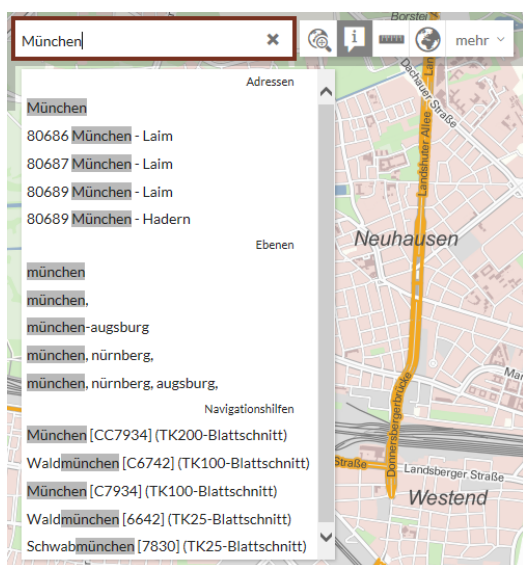 München
mehr
Adressen
München
80686 München - Laim
80687 München - Laim
80689 München - Laim
80689 München - Hadern
Ebenen
münchen
münchen,
münchen-augsburg
münchen, nürnberg,
münchen, nürnberg, augsburg,
Navigationshilfen
München [CC7934] (TK200-Blattschnitt)
Waldmünchen [C6742] (TK100-Blattschnitt)
München [C7934] (TK100-Blattschnitt)
Waldmünchen [6642] (TK25-Blattschnitt)
Schwabmünchen [7830] (TK25-Blattschnitt)
Dachauer Straße
Landshuter Allee
Neuhausen
Donnersbergerbrücke
Straße
Landsberger Straße
Westend